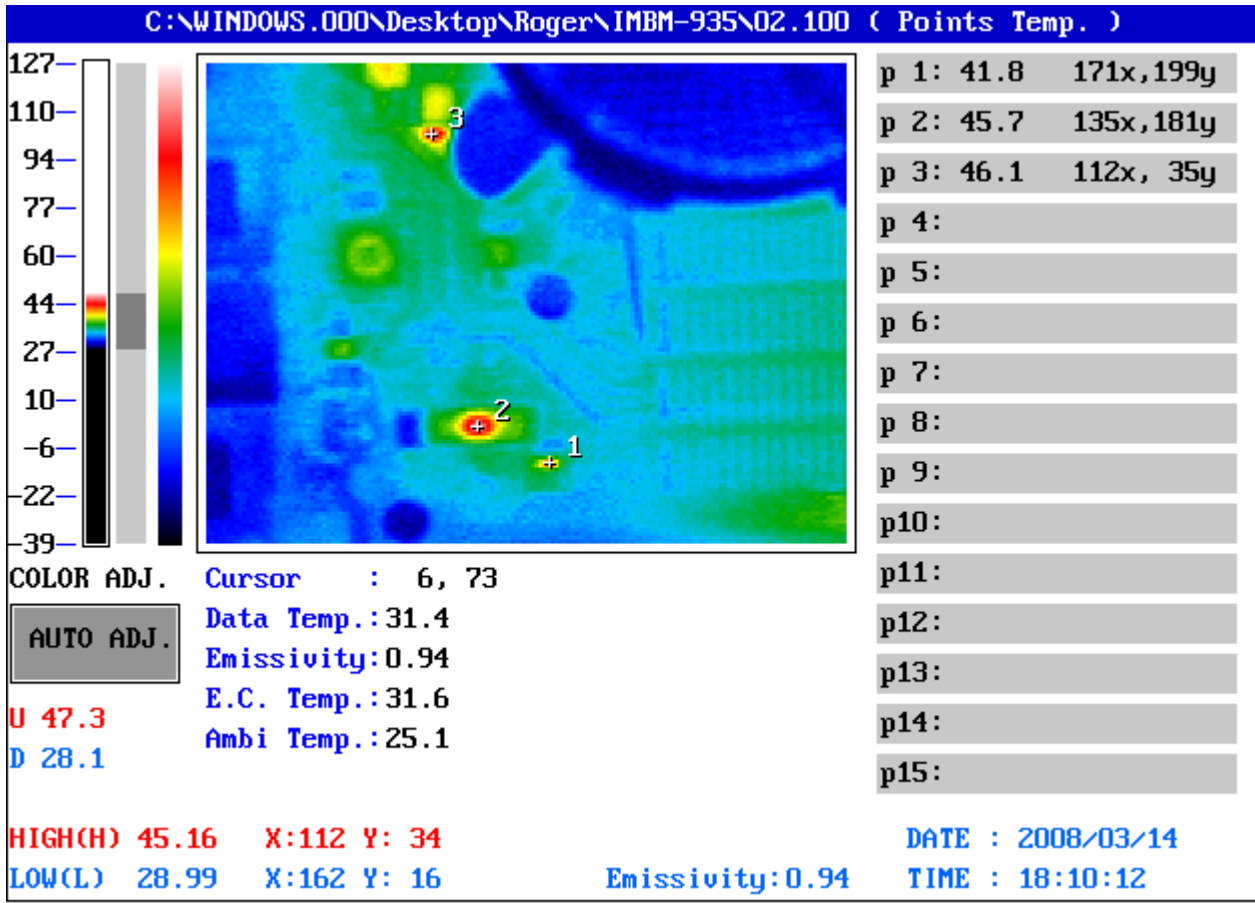 C:\WINDOWS.000\Desktop\Roger\IMBM-935\02.100 ( Points Temp. )
127
110
94
77
60
44
27
10
-6
-22
-39
3
2
1
p 1: 41.8 171x,199y
p 2: 45.7 135x,181y
p 3: 46.1 112x, 35y
p 4:
p 5:
p 6:
p 7:
p 8:
p 9:
p10:
p11:
p12:
p13:
p14:
p15:
COLOR ADJ.
AUTO ADJ.
U 47.3
D 28.1
Cursor : 6, 73
Data Temp.:31.4
Emissivity:0.94
E.C. Temp.:31.6
Ambi Temp.:25.1
HIGH(H) 45.16 X:112 Y: 34
LOW(L) 28.99 X:162 Y: 16
Emissivity:0.94
DATE : 2008/03/14
TIME : 18:10:12